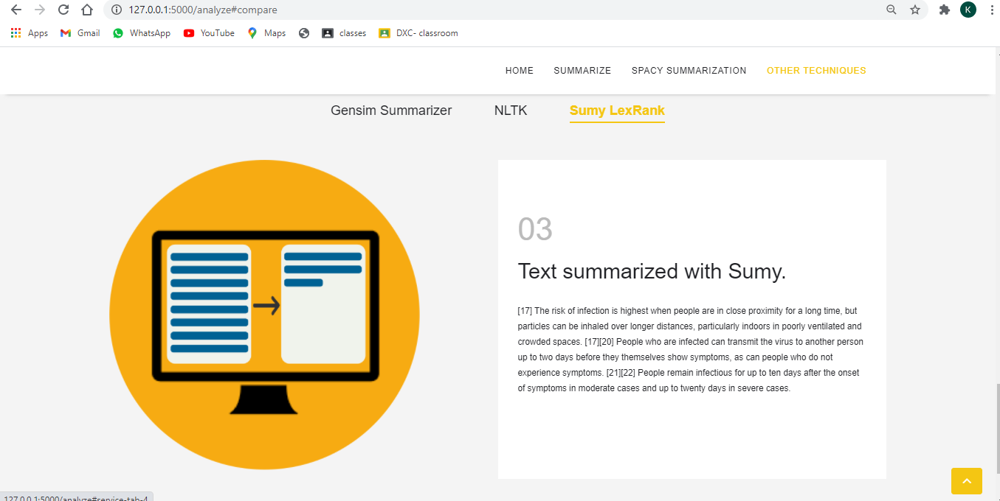 127.0.0.1:5000/analyze#compare
K
Apps Gmail WhatsApp YouTube Maps classes DXC- classroom
HOME SUMMARIZE SPACY SUMMARIZATION OTHER TECHNIQUES
Gensim Summarizer NLTK Sumy LexRank
03
Text summarized with Sumy.
[17] The risk of infection is highest when people are in close proximity for a long time, but
particles can be inhaled over longer distances, particularly indoors in poorly ventilated and
crowded spaces. [17][20] People who are infected can transmit the virus to another person
up to two days before they themselves show symptoms, as can people who do not
experience symptoms. [21][22] People remain infectious for up to ten days after the onset
of symptoms in moderate cases and up to twenty days in severe cases.
127.0.0.1:5000/analyze#service-tab-4